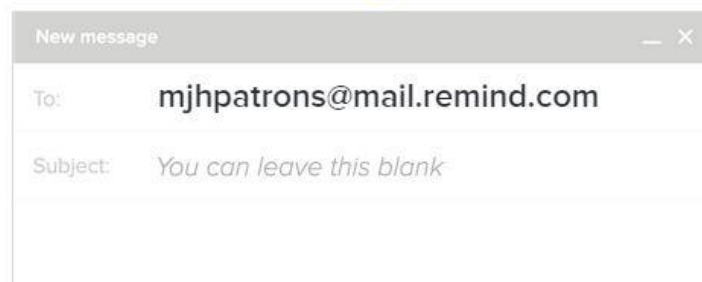 New message
To: mjhpatrons@mail.remind.com
Subject: You can leave this blank